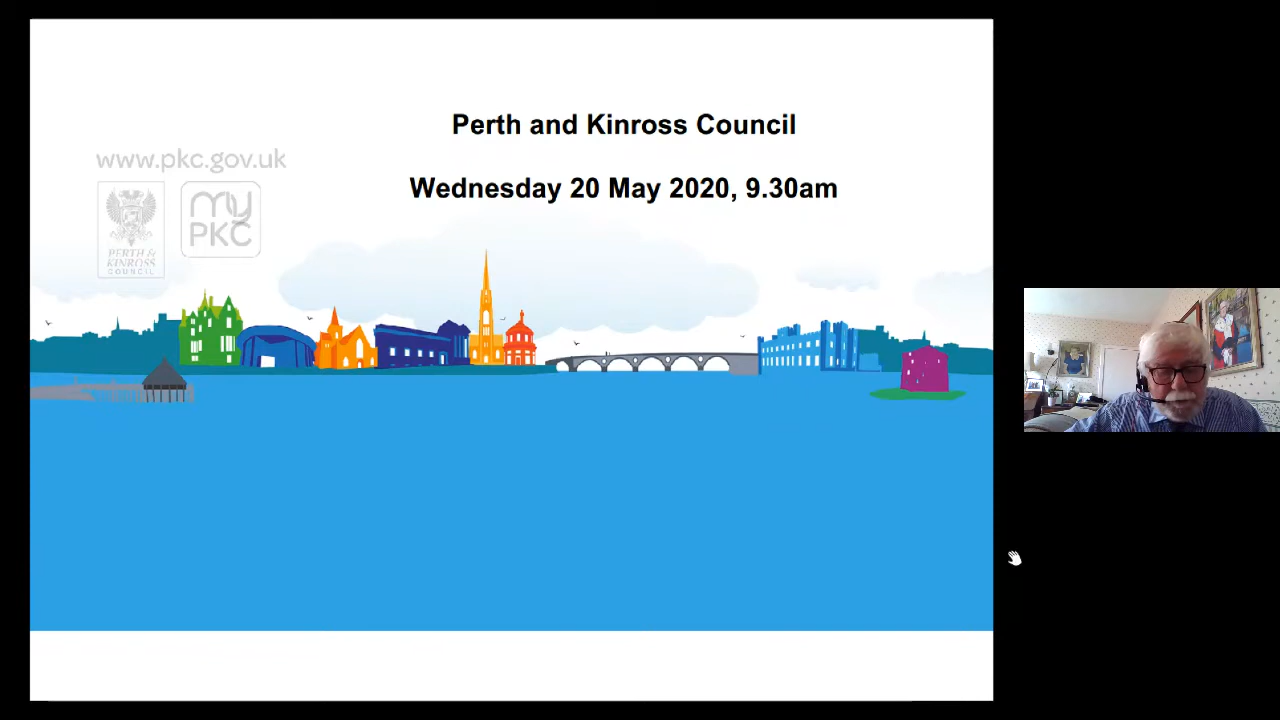 Perth and Kinross Council
www.pkc.gov.uk
Wednesday 20 May 2020, 9.30am
my
PKC
PERTH &
KINROSS
COUNCIL